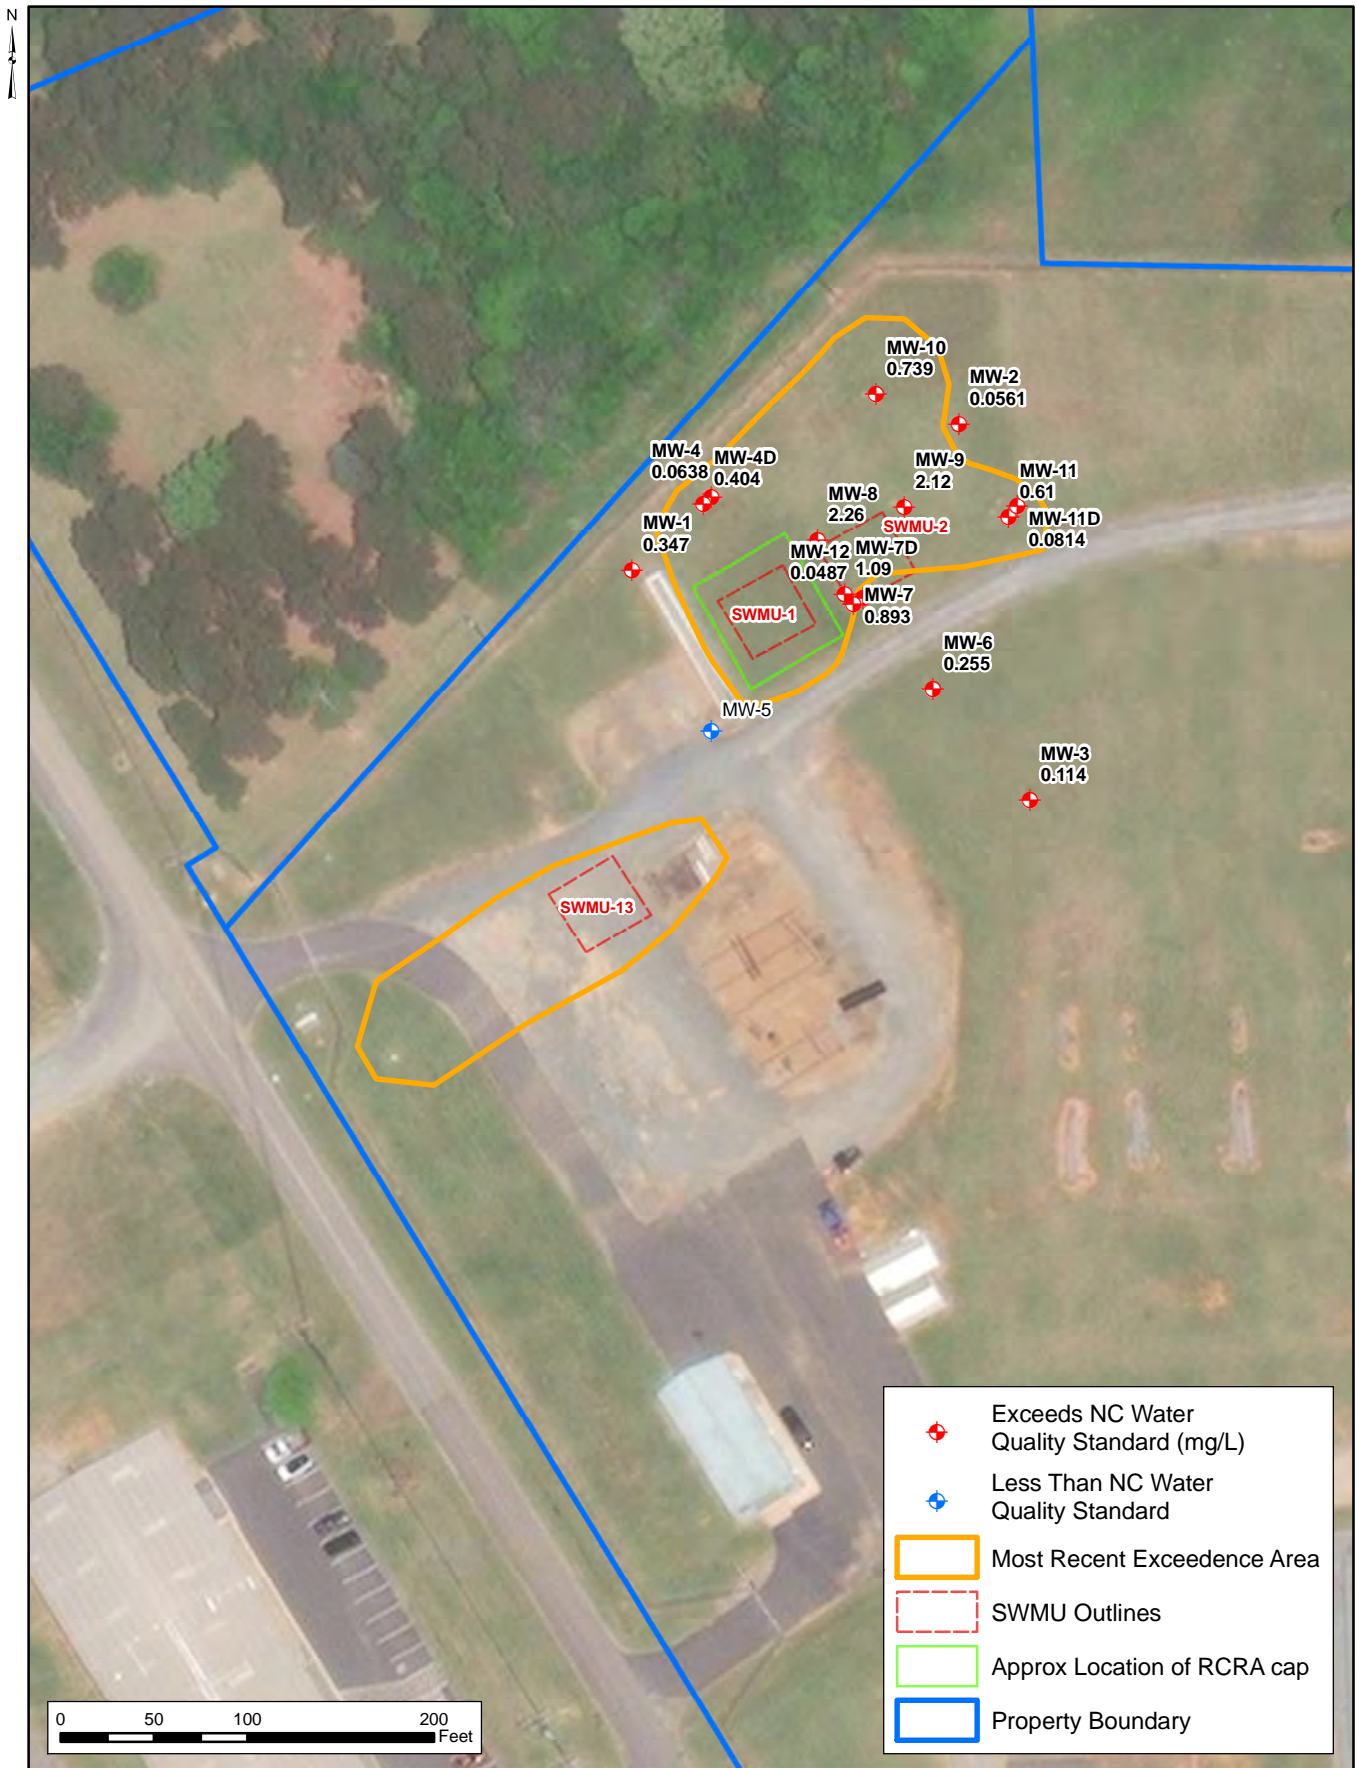 N
MW-10
0.739
MW-2
0.0561
MW-4
0.0638
MW-4D
0.404
MW-9
2.12
MW-11
0.61
MW-8
2.26
SWMU-2
MW-11D
0.0814
MW-1
0.347
MW-12
0.0487
MW-7D
1.09
MW-7
0.893
SWMU-1
MW-6
0.255
MW-5
MW-3
0.114
SWMU-13
Exceeds NC Water
Quality Standard (mg/L)
Less Than NC Water
Quality Standard
Most Recent Exceedence Area
SWMU Outlines
Approx Location of RCRA cap
Property Boundary
0 50 100 200
Feet